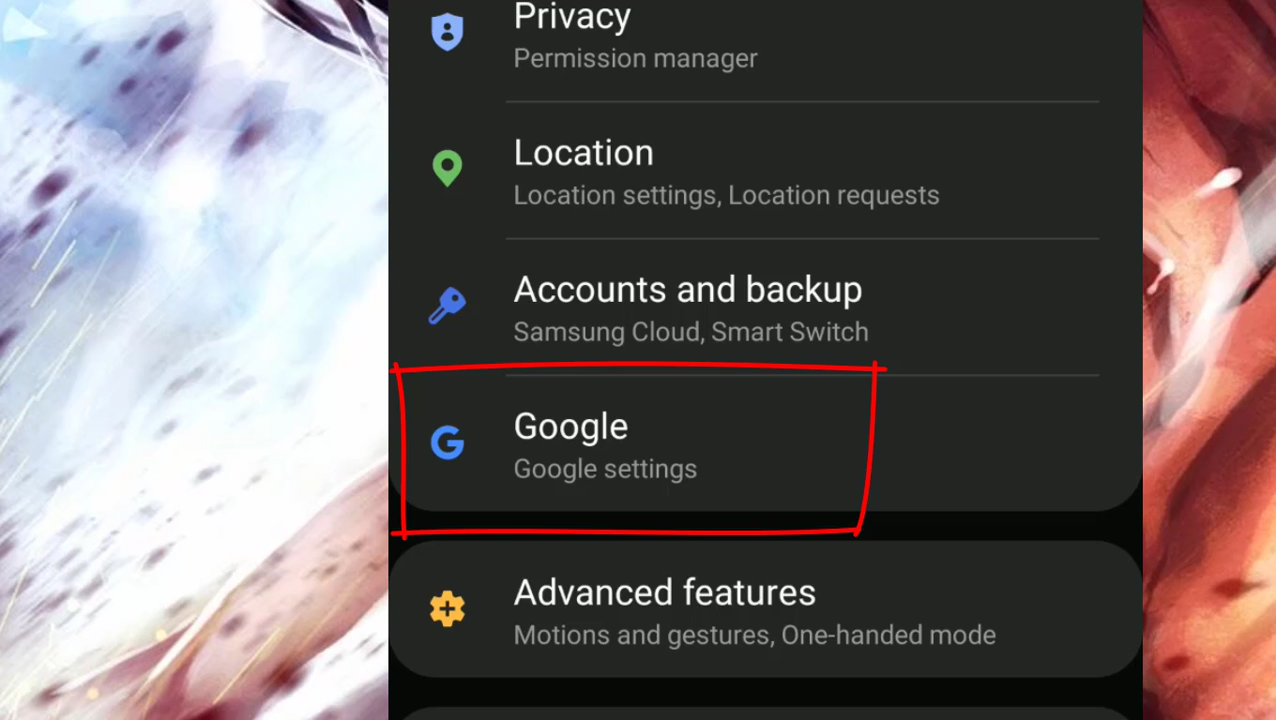 Privacy
Permission manager
Location
Location settings, Location requests
Accounts and backup
Samsung Cloud, Smart Switch
Google
Google settings
Advanced features
Motions and gestures, One-handed mode